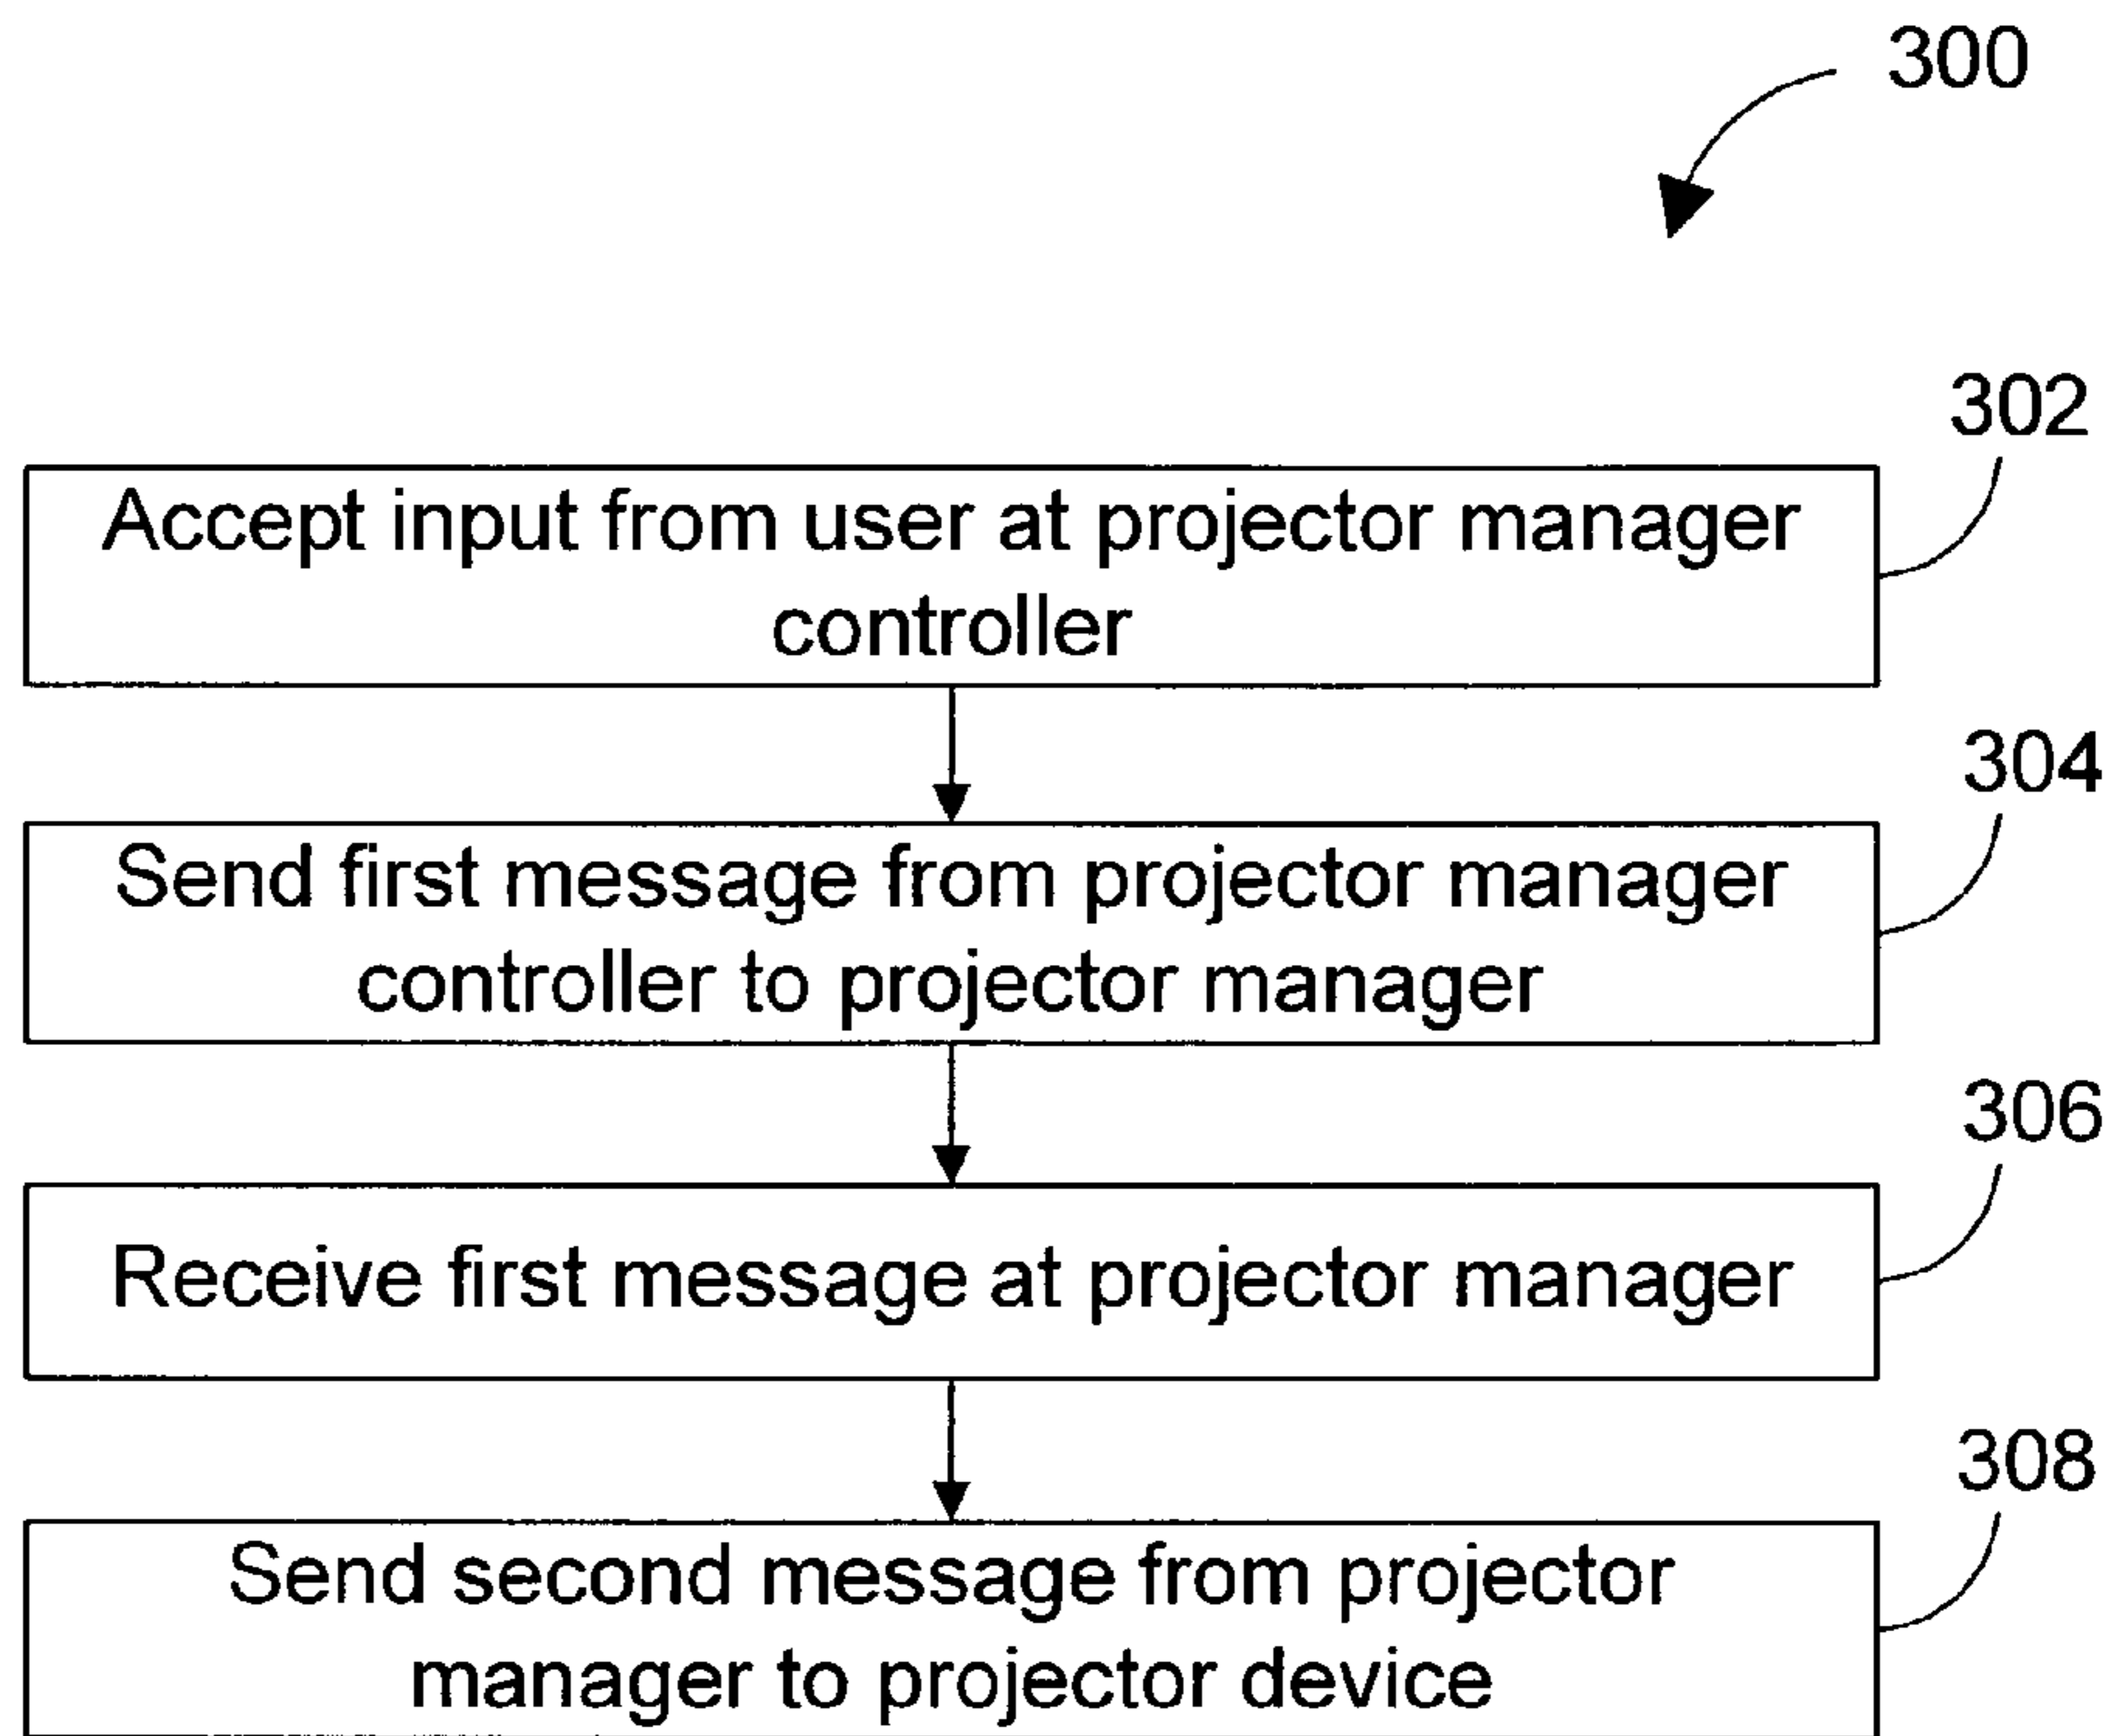 300
302
Accept input from user at projector manager
controller
304
Send first message from projector manager
controller to projector manager
306
Receive first message at projector manager
308
Send second message from projector
manager to projector device